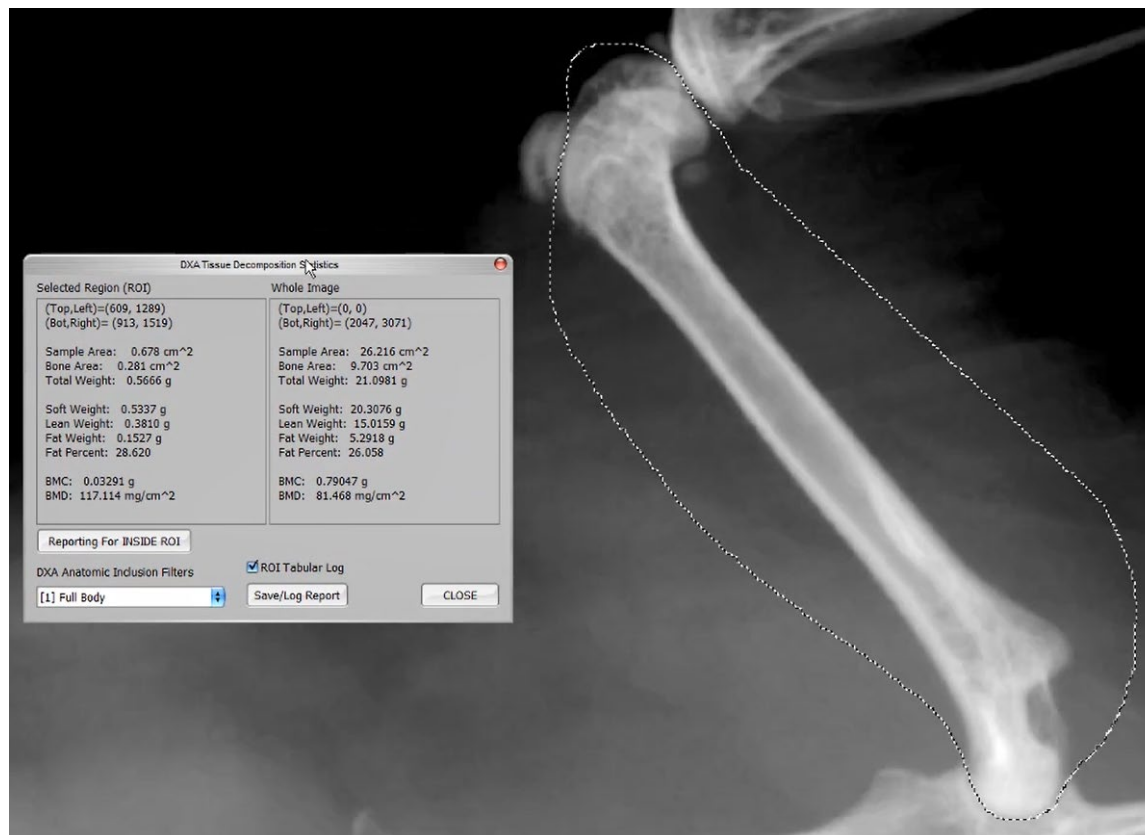 DXA Tissue Decomposition Statistics
Selected Region (ROI)
Whole Image
(Top,Left)=(609, 1289)
(Bot,Right)= (913, 1519)
Sample Area: 0.678 cm^2
Bone Area: 0.281 cm^2
Total Weight: 0.5666 g
Soft Weight: 0.5337 g
Lean Weight: 0.3810 g
Fat Weight: 0.1527 g
Fat Percent: 28.620
BMC: 0.03291 g
BMD: 117.114 mg/cm^2
(Top,Left)=(0, 0)
(Bot,Right)= (2047, 3071)
Sample Area: 26.216 cm^2
Bone Area: 9.703 cm^2
Total Weight: 21.0981 g
Soft Weight: 20.3076 g
Lean Weight: 15.0159 g
Fat Weight: 5.2918 g
Fat Percent: 26.058
BMC: 0.79047 g
BMD: 81.468 mg/cm^2
Reporting For INSIDE ROI
DXA Anatomic Inclusion Filters
[1] Full Body
ROI Tabular Log
Save/Log Report
CLOSE